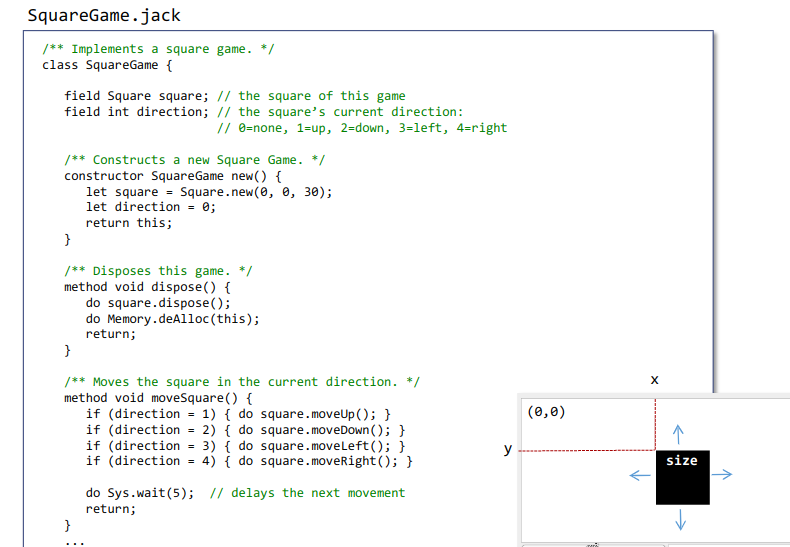 SquareGame.jack
/** Implements a square game. */
class SquareGame {
field Square square; // the square of this game
field int direction; // the square’s current direction:
// 0=none, 1=up, 2=down, 3=left, 4=right
/** Constructs a new Square Game. */
constructor SquareGame new() {
let square = Square.new(0, 0, 30);
let direction = 0;
return this;
}
/** Disposes this game. */
method void dispose() {
do square.dispose();
do Memory.deAlloc(this);
return;
}
/** Moves the square in the current direction. */
method void moveSquare() {
if (direction = 1) { do square.moveUp(); }
if (direction = 2) { do square.moveDown(); }
if (direction = 3) { do square.moveLeft(); }
if (direction = 4) { do square.moveRight(); }
do Sys.wait(5); // delays the next movement
return;
}
...
x
(0,0)
y
size